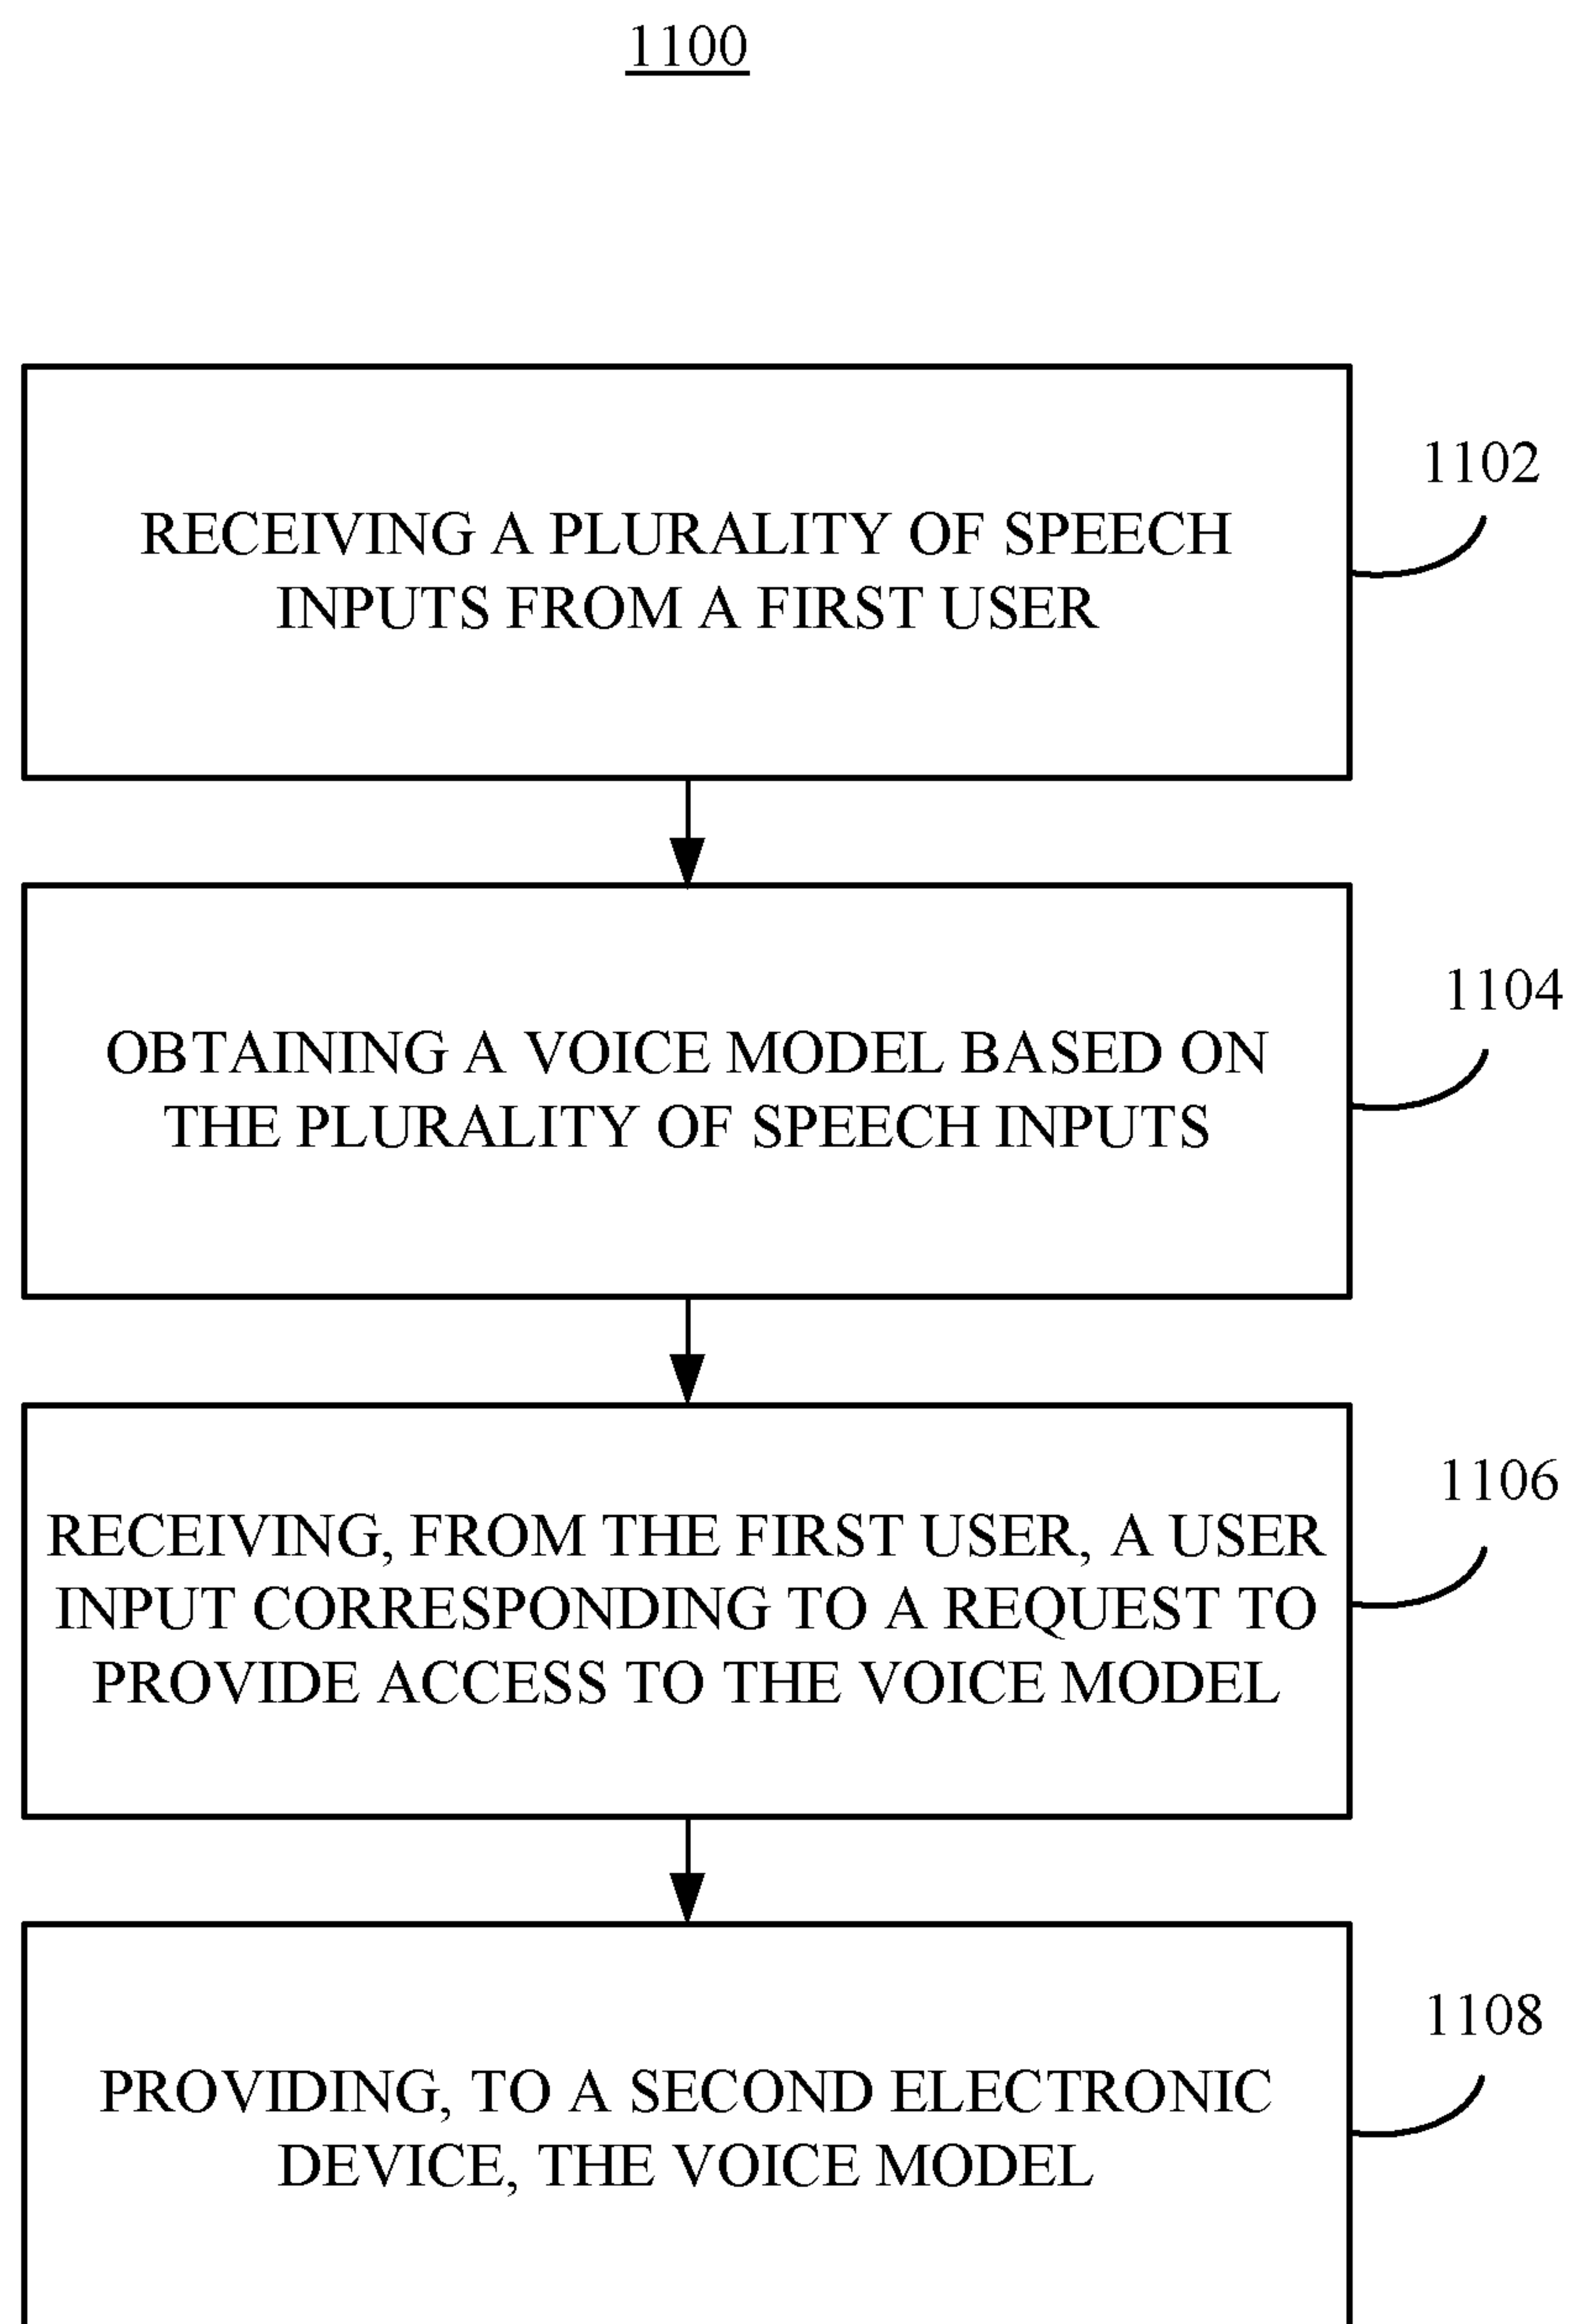 1100
1102
RECEIVING A PLURALITY OF SPEECH
INPUTS FROM A FIRST USER
1104
OBTAINING A VOICE MODEL BASED ON
THE PLURALITY OF SPEECH INPUTS
1106
RECEIVING, FROM THE FIRST USER, A USER
INPUT CORRESPONDING TO A REQUEST TO
PROVIDE ACCESS TO THE VOICE MODEL
1108
PROVIDING, TO A SECOND ELECTRONIC
DEVICE, THE VOICE MODEL